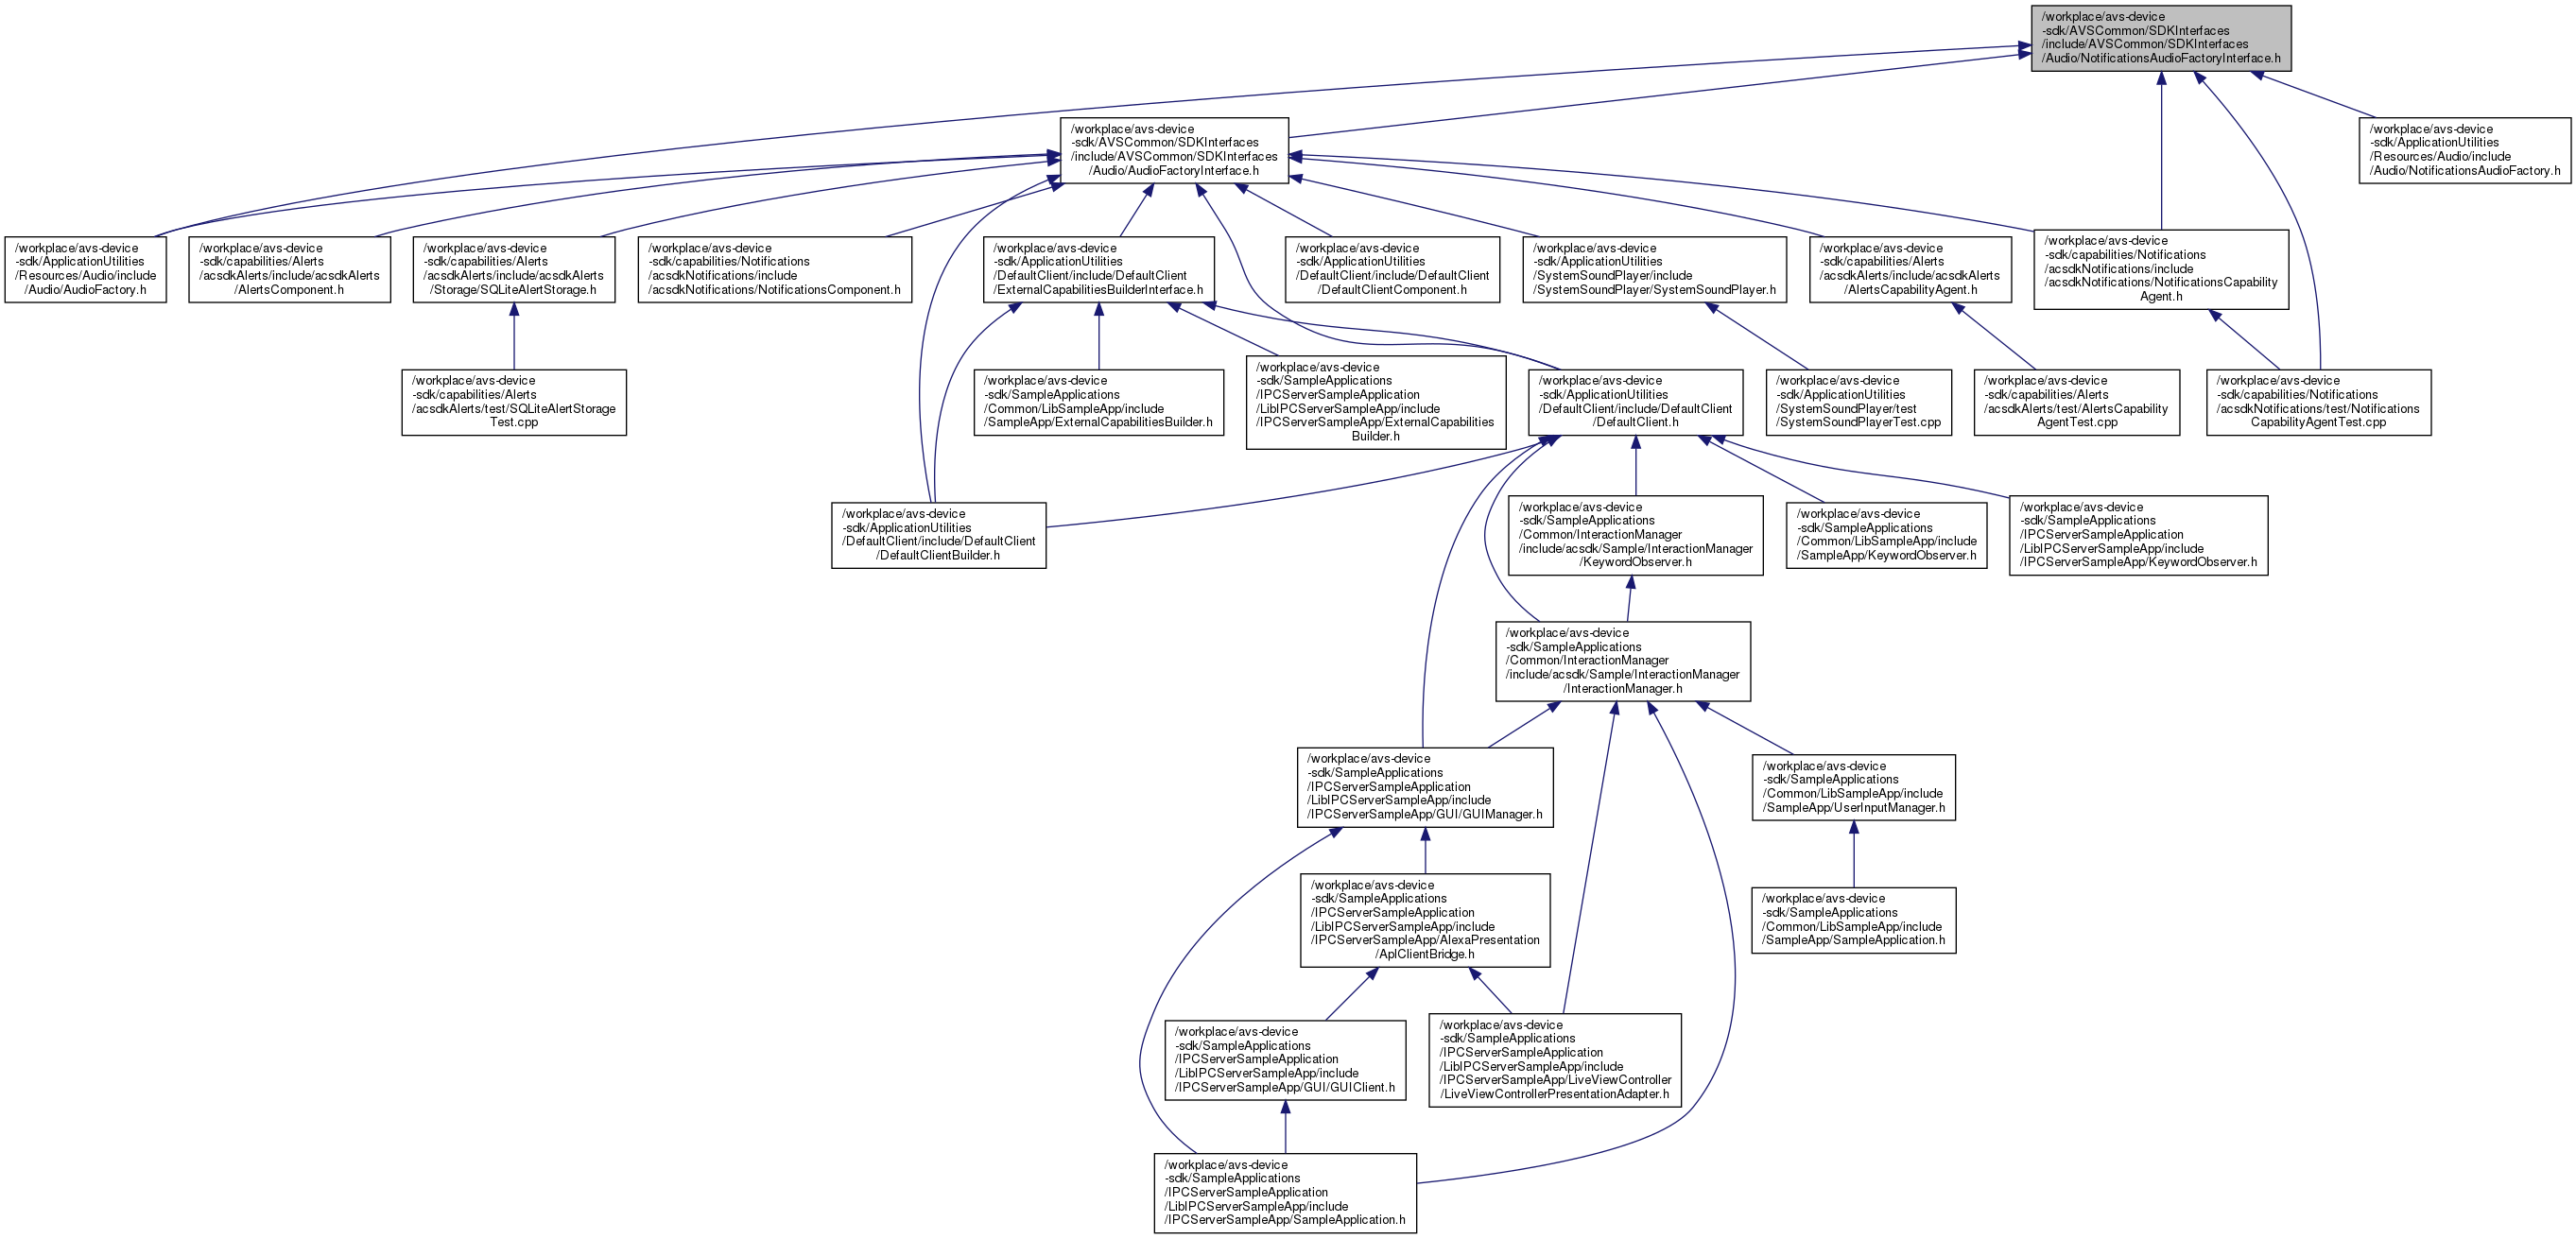 /workplace/avs-device
-sdk/AVSCommon/SDKInterfaces
/include/AVSCommon/SDKInterfaces
/Audio/NotificationsAudioFactoryInterface.h
/workplace/avs-device
-sdk/AVSCommon/SDKInterfaces
/include/AVSCommon/SDKInterfaces
/Audio/AudioFactoryInterface.h
/workplace/avs-device
-sdk/ApplicationUtilities
/Resources/Audio/include
/Audio/NotificationsAudioFactory.h
/workplace/avs-device
-sdk/ApplicationUtilities
/Resources/Audio/include
/Audio/AudioFactory.h
/workplace/avs-device
-sdk/capabilities/Alerts
/acsdkAlerts/include/acsdkAlerts
/AlertsComponent.h
/workplace/avs-device
-sdk/capabilities/Alerts
/acsdkAlerts/include/acsdkAlerts
/Storage/SQLiteAlertStorage.h
/workplace/avs-device
-sdk/capabilities/Notifications
/acsdkNotifications/include
/acsdkNotifications/NotificationsComponent.h
/workplace/avs-device
-sdk/ApplicationUtilities
/DefaultClient/include/DefaultClient
/ExternalCapabilitiesBuilderInterface.h
/workplace/avs-device
-sdk/ApplicationUtilities
/DefaultClient/include/DefaultClient
/DefaultClientComponent.h
/workplace/avs-device
-sdk/ApplicationUtilities
/SystemSoundPlayer/include
/SystemSoundPlayer/SystemSoundPlayer.h
/workplace/avs-device
-sdk/capabilities/Alerts
/acsdkAlerts/include/acsdkAlerts
/AlertsCapabilityAgent.h
/workplace/avs-device
-sdk/capabilities/Notifications
/acsdkNotifications/include
/acsdkNotifications/NotificationsCapability
Agent.h
/workplace/avs-device
-sdk/capabilities/Alerts
/acsdkAlerts/test/SQLiteAlertStorage
Test.cpp
/workplace/avs-device
-sdk/SampleApplications
/Common/LibSampleApp/include
/SampleApp/ExternalCapabilitiesBuilder.h
/workplace/avs-device
-sdk/SampleApplications
/IPCServerSampleApplication
/LibIPCServerSampleApp/include
/IPCServerSampleApp/ExternalCapabilities
Builder.h
/workplace/avs-device
-sdk/ApplicationUtilities
/DefaultClient/include/DefaultClient
/DefaultClient.h
/workplace/avs-device
-sdk/ApplicationUtilities
/SystemSoundPlayer/test
/SystemSoundPlayerTest.cpp
/workplace/avs-device
-sdk/capabilities/Alerts
/acsdkAlerts/test/AlertsCapability
AgentTest.cpp
/workplace/avs-device
-sdk/capabilities/Notifications
/acsdkNotifications/test/Notifications
CapabilityAgentTest.cpp
/workplace/avs-device
-sdk/ApplicationUtilities
/DefaultClient/include/DefaultClient
/DefaultClientBuilder.h
/workplace/avs-device
-sdk/SampleApplications
/Common/InteractionManager
/include/acsdk/Sample/InteractionManager
/KeywordObserver.h
/workplace/avs-device
-sdk/SampleApplications
/Common/LibSampleApp/include
/SampleApp/KeywordObserver.h
/workplace/avs-device
-sdk/SampleApplications
/IPCServerSampleApplication
/LibIPCServerSampleApp/include
/IPCServerSampleApp/KeywordObserver.h
/workplace/avs-device
-sdk/SampleApplications
/Common/InteractionManager
/include/acsdk/Sample/InteractionManager
/InteractionManager.h
/workplace/avs-device
-sdk/SampleApplications
/IPCServerSampleApplication
/LibIPCServerSampleApp/include
/IPCServerSampleApp/GUI/GUIManager.h
/workplace/avs-device
-sdk/SampleApplications
/Common/LibSampleApp/include
/SampleApp/UserInputManager.h
/workplace/avs-device
-sdk/SampleApplications
/IPCServerSampleApplication
/LibIPCServerSampleApp/include
/IPCServerSampleApp/AlexaPresentation
/AplClientBridge.h
/workplace/avs-device
-sdk/SampleApplications
/Common/LibSampleApp/include
/SampleApp/SampleApplication.h
/workplace/avs-device
-sdk/SampleApplications
/IPCServerSampleApplication
/LibIPCServerSampleApp/include
/IPCServerSampleApp/GUI/GUIClient.h
/workplace/avs-device
-sdk/SampleApplications
/IPCServerSampleApplication
/LibIPCServerSampleApp/include
/IPCServerSampleApp/LiveViewController
/LiveViewControllerPresentationAdapter.h
/workplace/avs-device
-sdk/SampleApplications
/IPCServerSampleApplication
/LibIPCServerSampleApp/include
/IPCServerSampleApp/SampleApplication.h